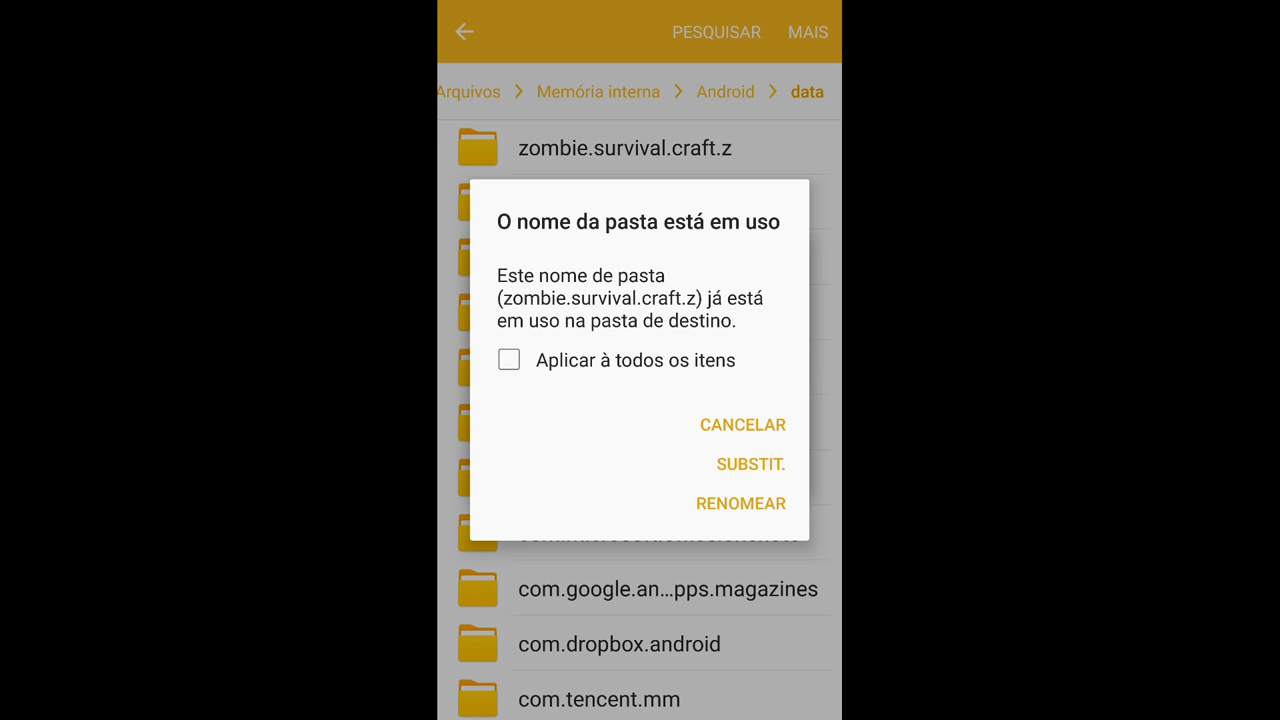 PESQUISAR MAIS
Arquivos Memória interna Android data
zombie.survival.craft.z
O nome da pasta está em uso
Este nome de pasta
(zombie.survival.craft.z) já está
em uso na pasta de destino.
Aplicar à todos os itens
CANCELAR
SUBSTIT.
RENOMEAR
com.google.an...pps.magazines
com.dropbox.android
com.tencent.mm